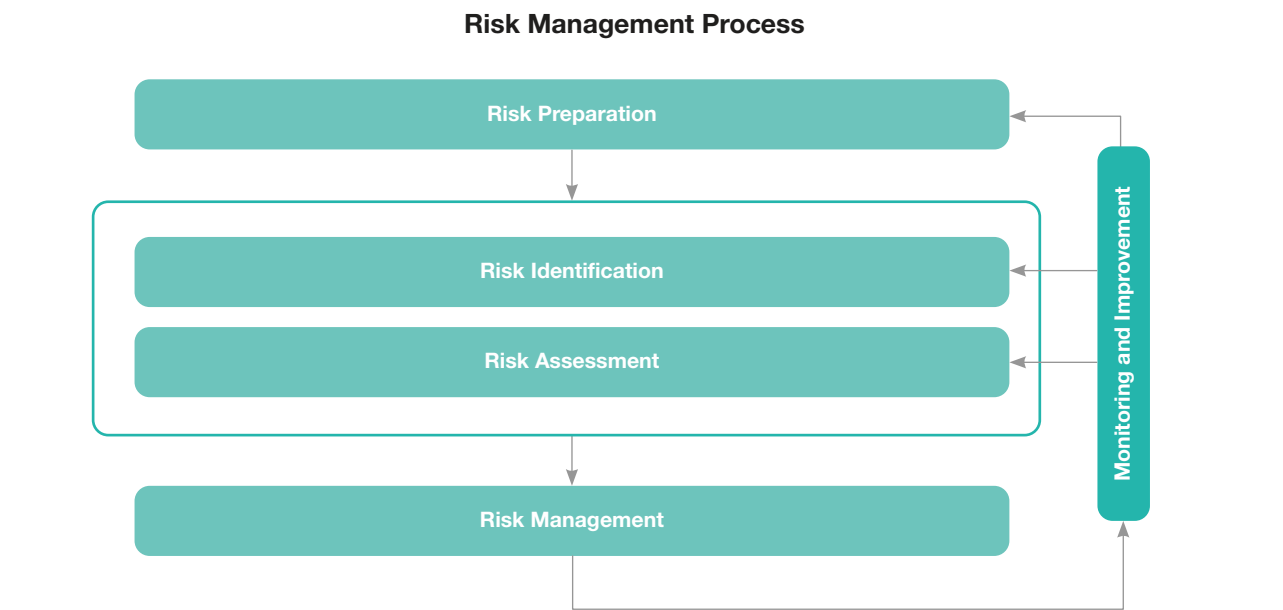 Risk Management Process
Risk Preparation
Risk Identification
Risk Assessment
Risk Management
Monitoring and Improvement